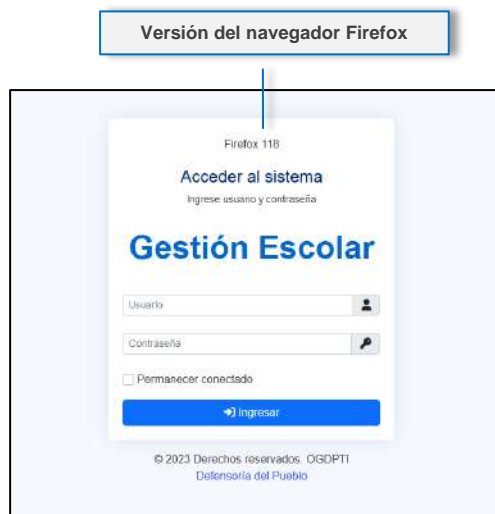 Versión del navegador Firefox
Firefox 118
Acceder al sistema
Ingrese usuario y contraseña
Gestión Escolar
Usuario
Contraseña
Permanecer conectado
Ingresar
© 2023 Derechos reservados. OGDPTI
Defensoría del Pueblo